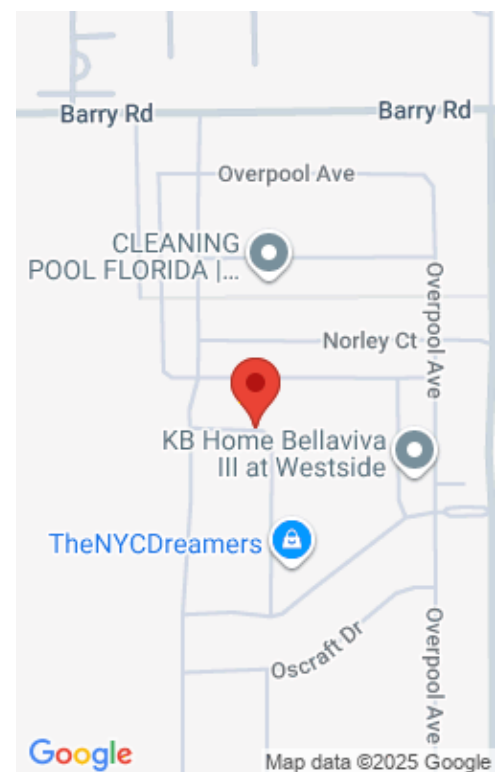 Barry Rd
Barry Rd
Overpool Ave
CLEANING
POOL FLORIDA |...
Overpool Ave
Norley Ct
KB Home Bellaviva
III at Westside
TheNYCDreamers
Oscraft Dr
Overpool Ave
Google
Map data ©2025 Google